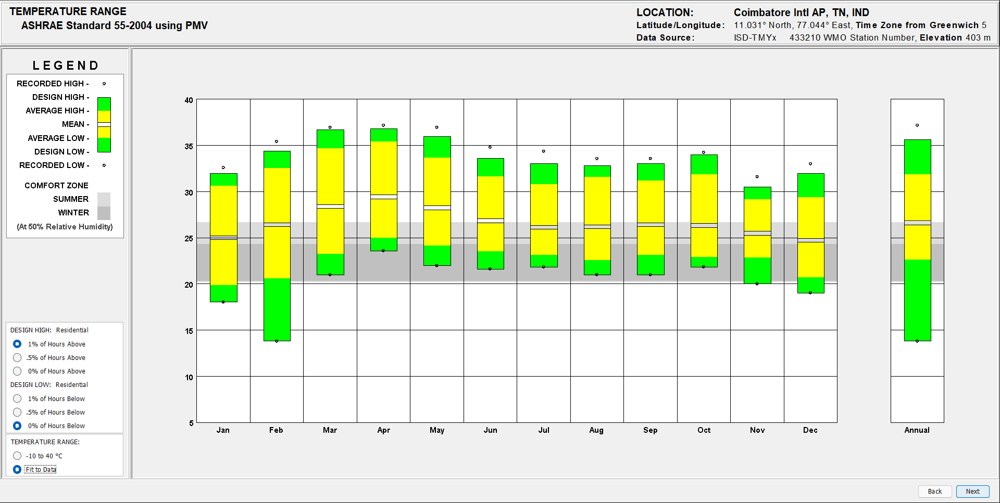 TEMPERATURE RANGE
ASHRAE Standard 55-2004 using PMV
LOCATION: Coimbatore Intl AP, TN, IND
Latitude/Longitude: 11.031° North, 77.044° East, Time Zone from Greenwich 5
Data Source: ISD-TMYx 433210 WMO Station Number, Elevation 403 m
LEGEND
RECORDED HIGH -
DESIGN HIGH -
AVERAGE HIGH -
MEAN -
AVERAGE LOW -
DESIGN LOW -
RECORDED LOW -
COMFORT ZONE
SUMMER
WINTER
(At 50% Relative Humidity)
DESIGN HIGH: Residential
1% of Hours Above
.5% of Hours Above
0% of Hours Above
DESIGN LOW: Residential
1% of Hours Below
.5% of Hours Below
0% of Hours Below
TEMPERATURE RANGE:
-10 to 40 °C
Fit to Data
40
35
30
25
20
15
10
5
Jan Feb Mar Apr May Jun Jul Aug Sep Oct Nov Dec Annual
Back Next